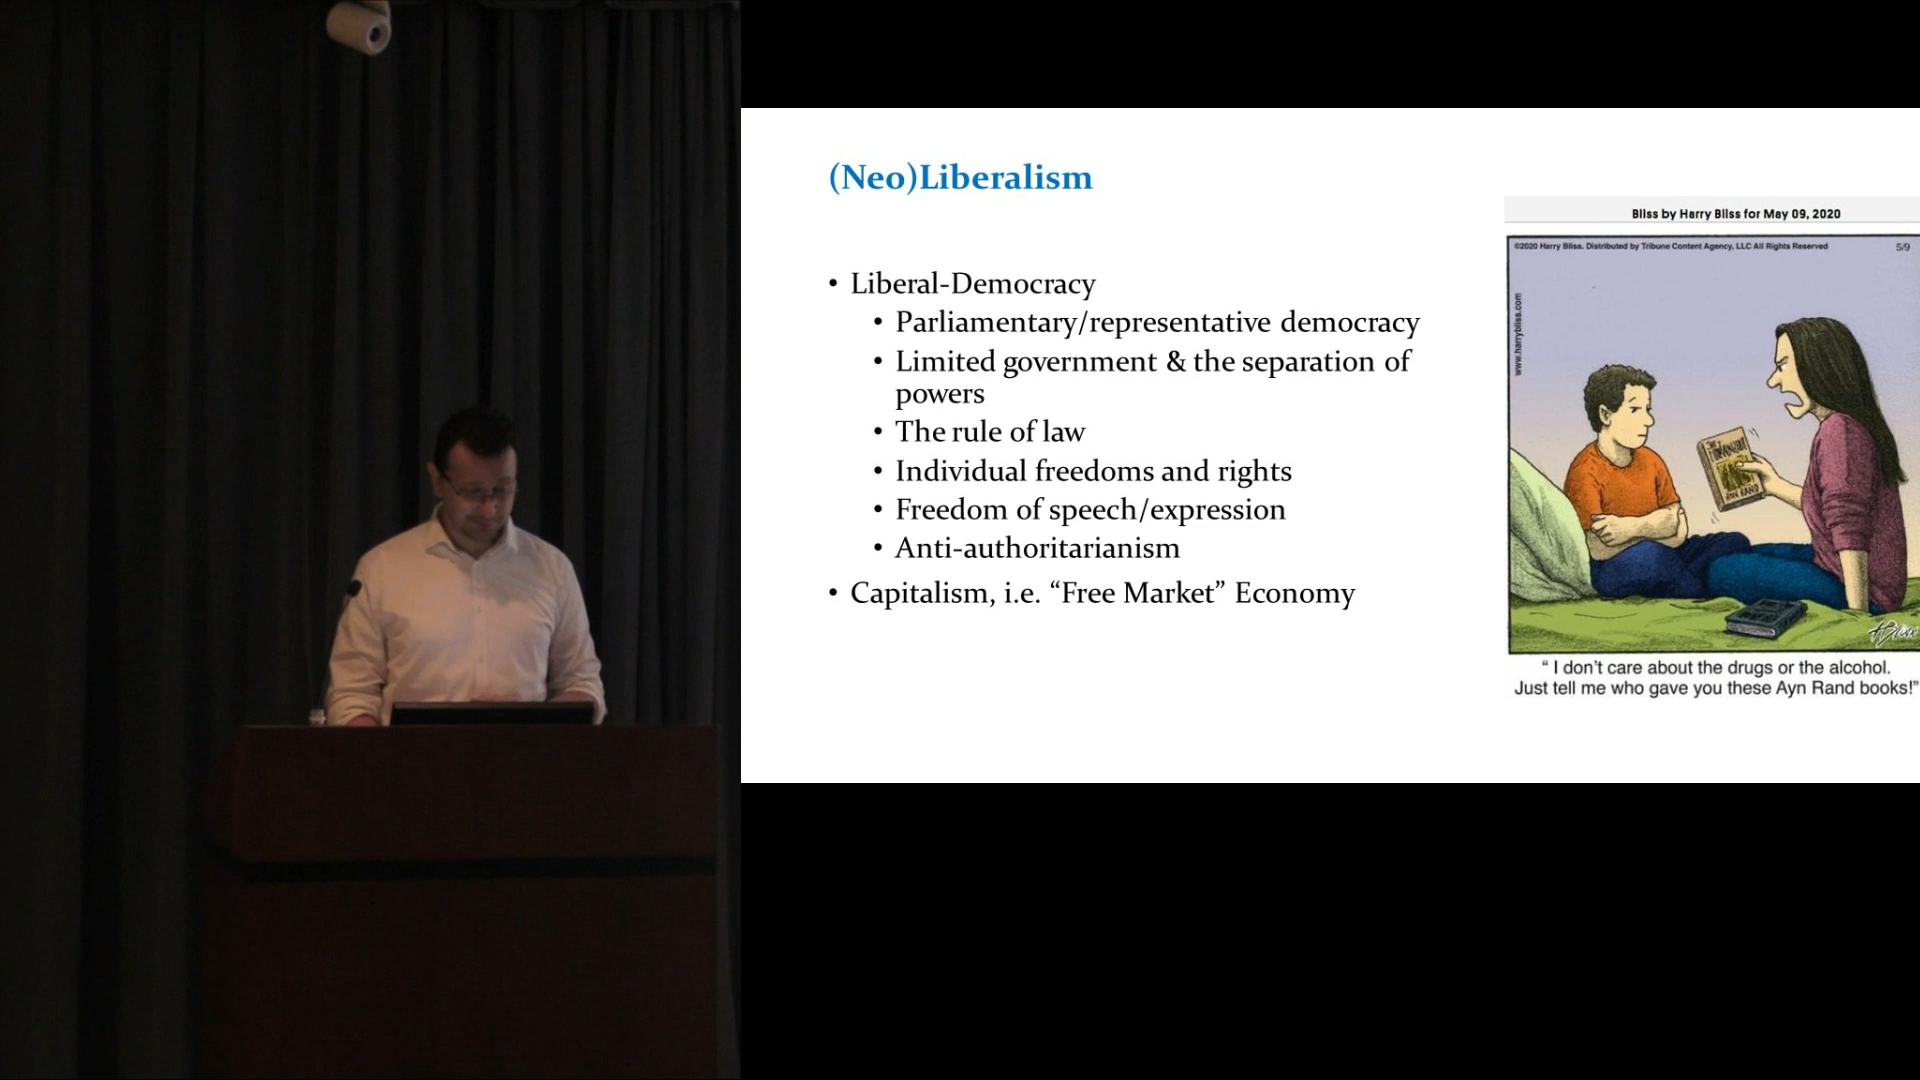 (Neo)Liberalism
• Liberal-Democracy
• Parliamentary/representative democracy
• Limited government & the separation of
powers
• The rule of law
• Individual freedoms and rights
• Freedom of speech/expression
• Anti-authoritarianism
• Capitalism, i.e. “Free Market” Economy
Bliss by Harry Bliss for May 09, 2020
©2020 Harry Bliss. Distributed by Tribune Content Agency, LLC All Rights Reserved
5/9
www.harrybliss.com
THE
AYN RAND
“ I don’t care about the drugs or the alcohol.
Just tell me who gave you these Ayn Rand books!”